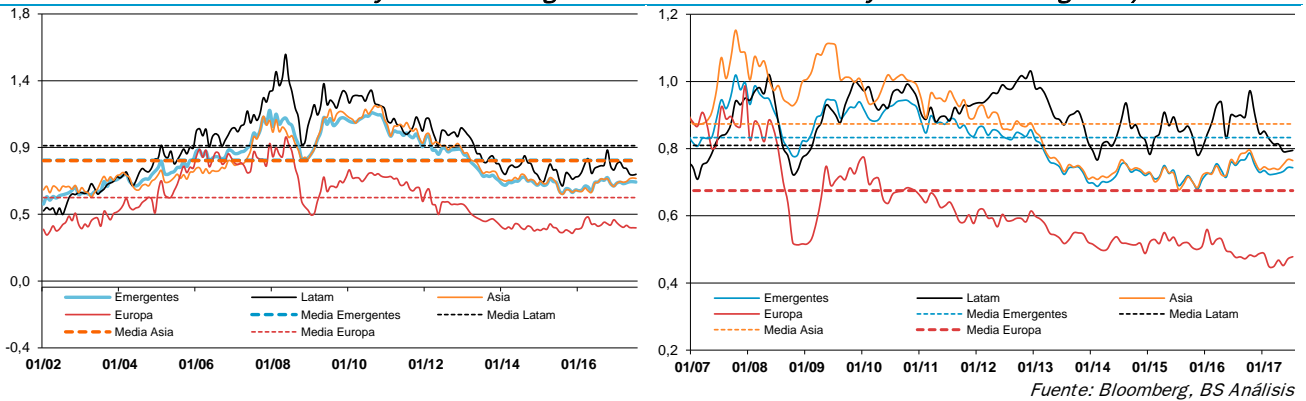 1,8
1,4
0,9
0,5
0,0
-0,4
Emergentes Latam Asia
Europa Media Emergentes Media Latam
Media Asia Media Europa
01/02 01/04 01/06 01/08 01/10 01/12 01/14 01/16
1,2
1,0
0,8
0,6
0,4
0,2
Emergentes Latam Asia
Europa Media Emergentes Media Latam
Media Asia Media Europa
01/07 01/08 01/09 01/10 01/11 01/12 01/13 01/14 01/15 01/16 01/17
Fuente: Bloomberg, BS Análisis